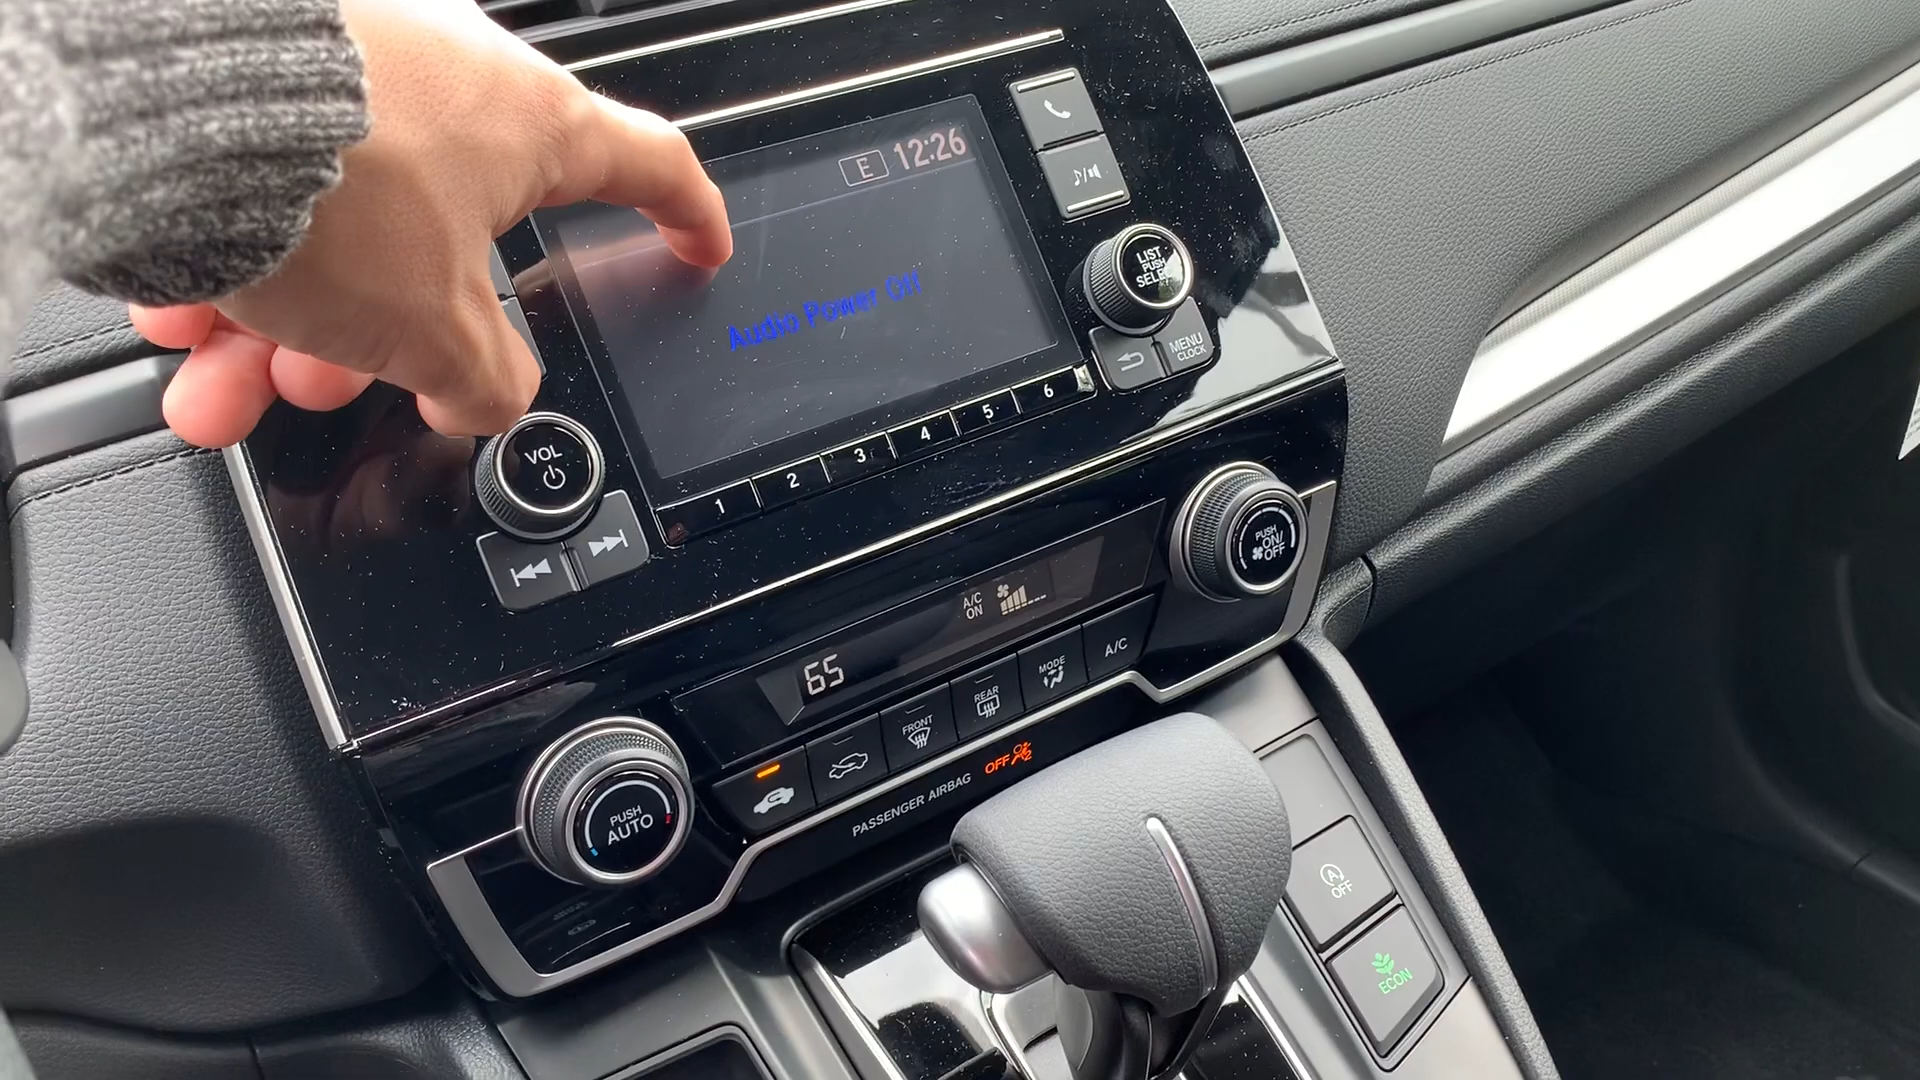 E 12:26
Audio Power Off
LIST
PUSH
SELECT
MENU
CLOCK
VOL
1 2 3 4 5 6
PUSH
ON/
OFF
A/C
ON
65
FRONT
REAR
MODE
A/C
PUSH
AUTO
PASSENGER AIRBAG OFF 2
A
OFF
ECON